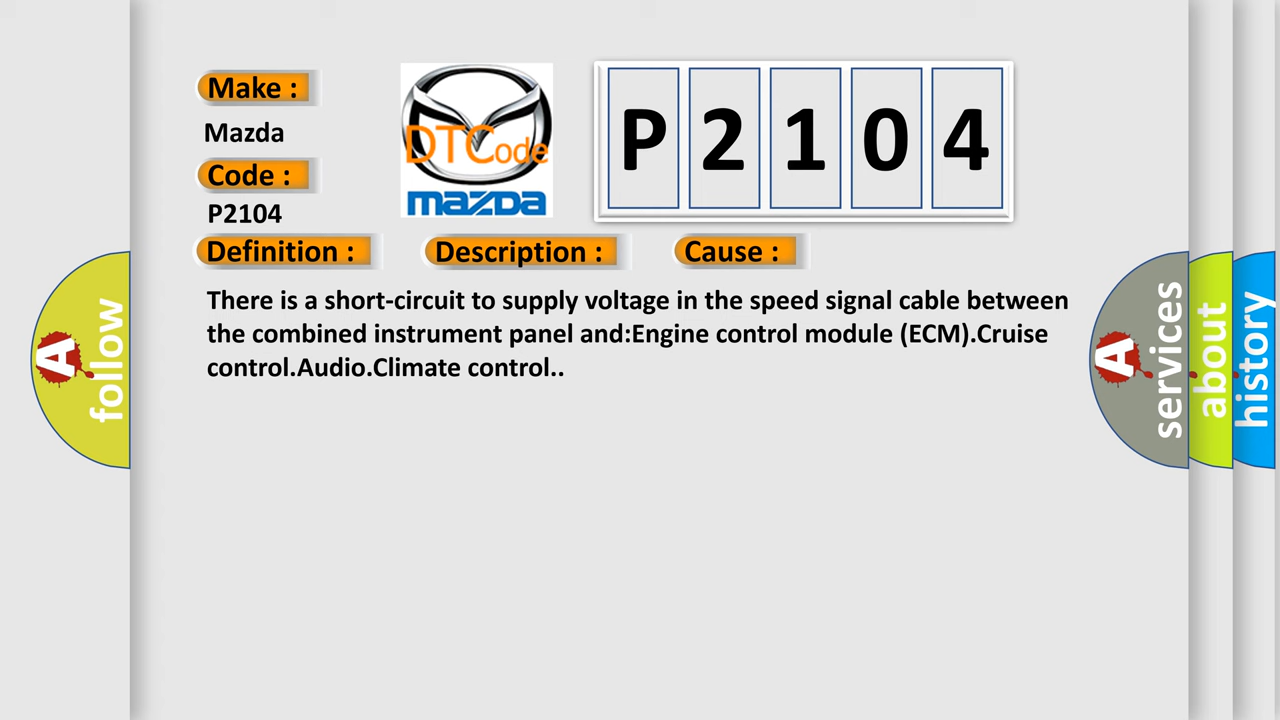 Make :
Mazda
Code :
P2104
DTCode
mazda
P 2 1 0 4
Definition :
Description :
Cause :
There is a short-circuit to supply voltage in the speed signal cable between
the combined instrument panel and:Engine control module (ECM).Cruise
control.Audio.Climate control..
A
follow
A
services
about
history